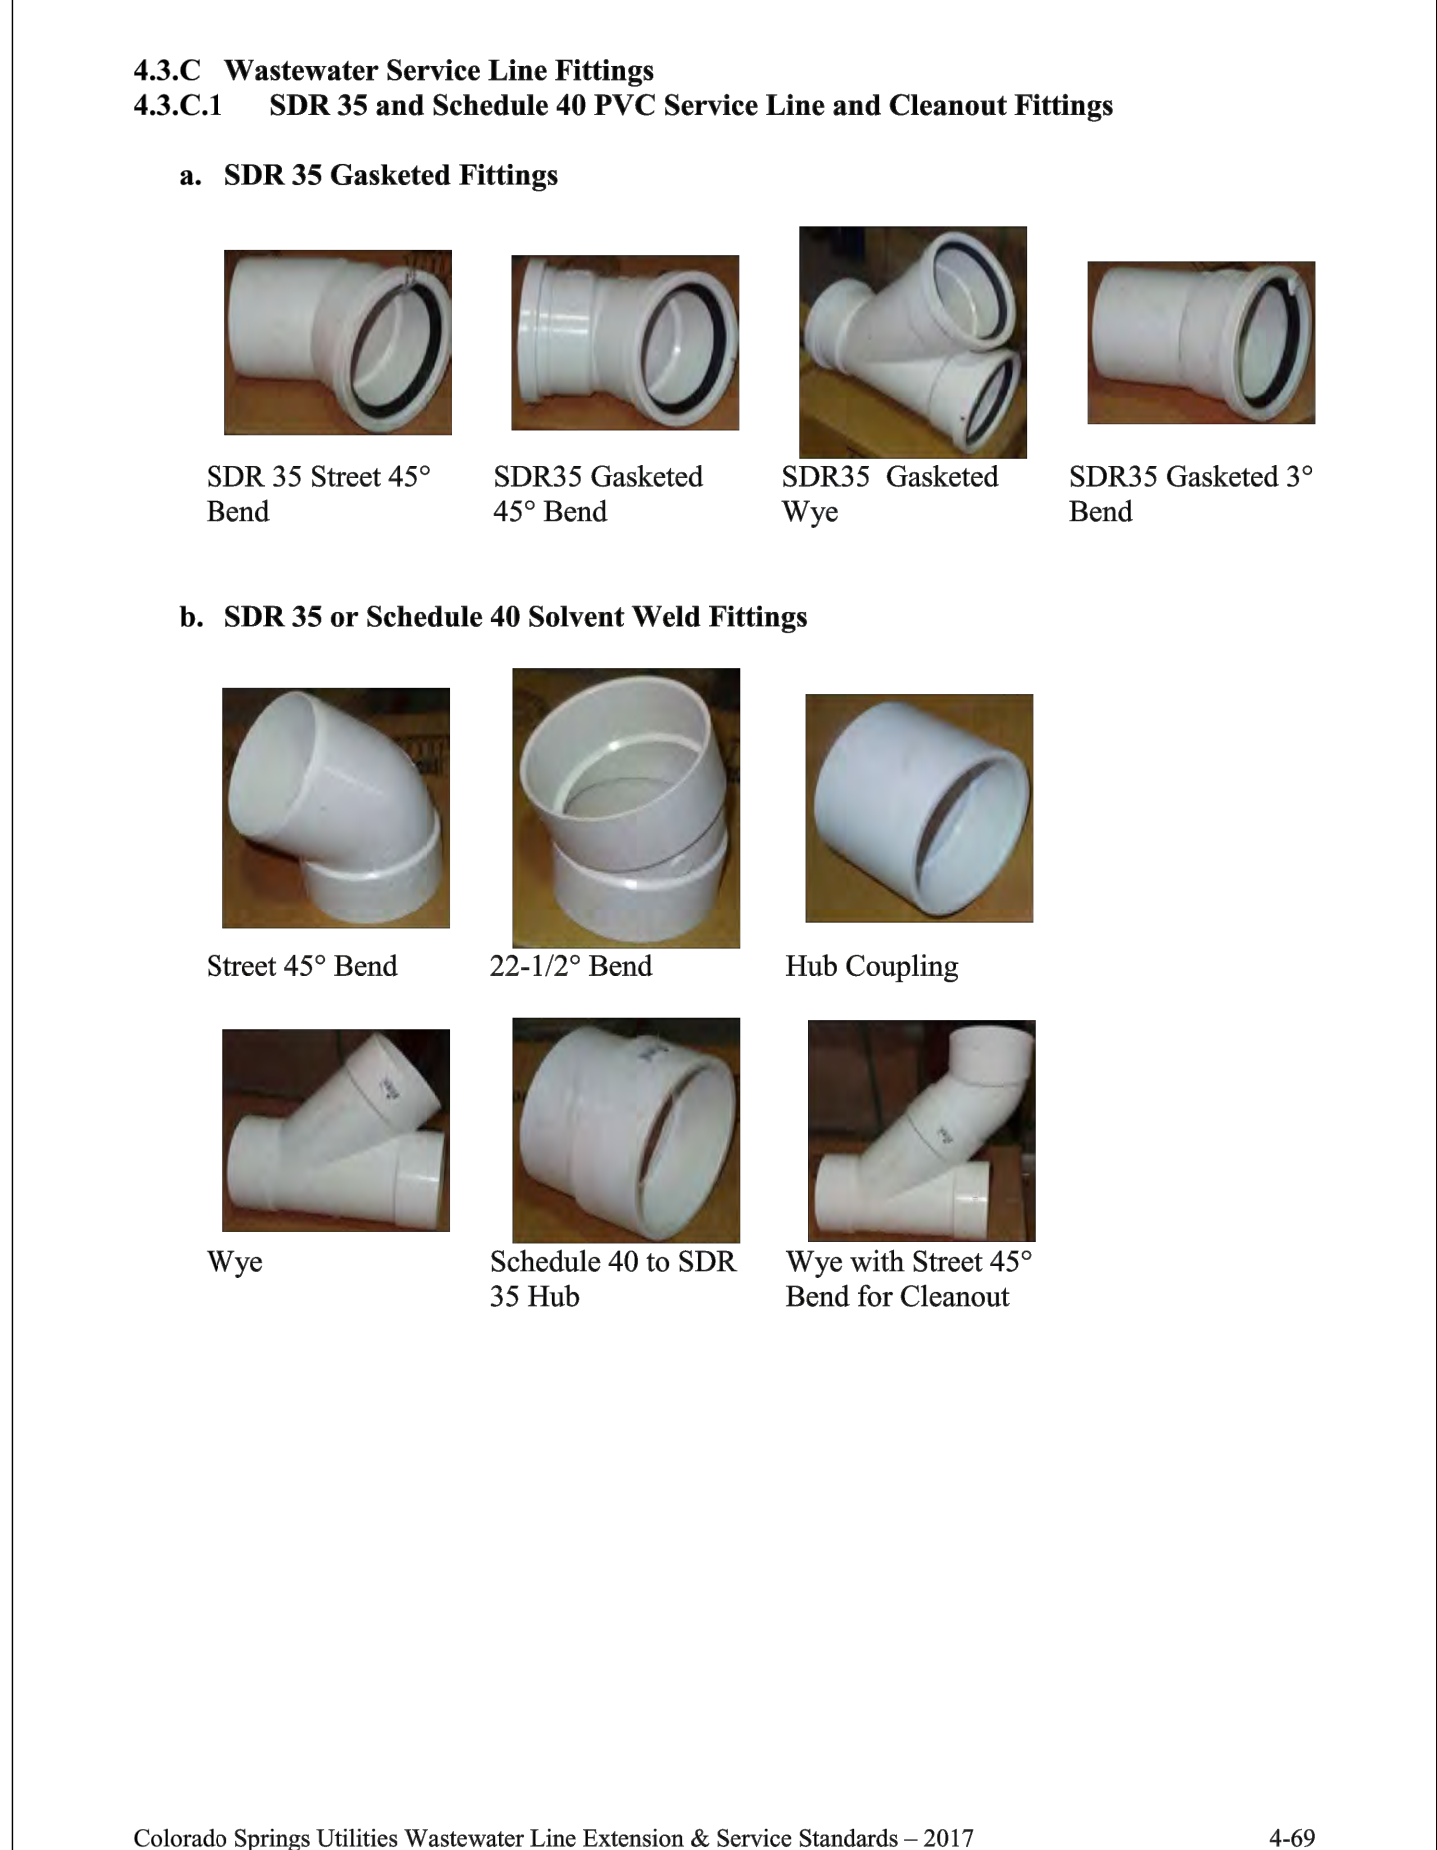 4.3.C Wastewater Service Line Fittings
4.3.C.1 SDR 35 and Schedule 40 PVC Service Line and Cleanout Fittings
a. SDR 35 Gasketed Fittings
SDR 35 Street 45°
Bend
SDR35 Gasketed
45° Bend
SDR35 Gasketed
Wye
SDR35 Gasketed 3°
Bend
b. SDR 35 or Schedule 40 Solvent Weld Fittings
Street 45° Bend
22-1/2° Bend
Hub Coupling
Wye
Schedule 40 to SDR
35 Hub
Wye with Street 45°
Bend for Cleanout
Colorado Springs Utilities Wastewater Line Extension & Service Standards – 2017 4-69